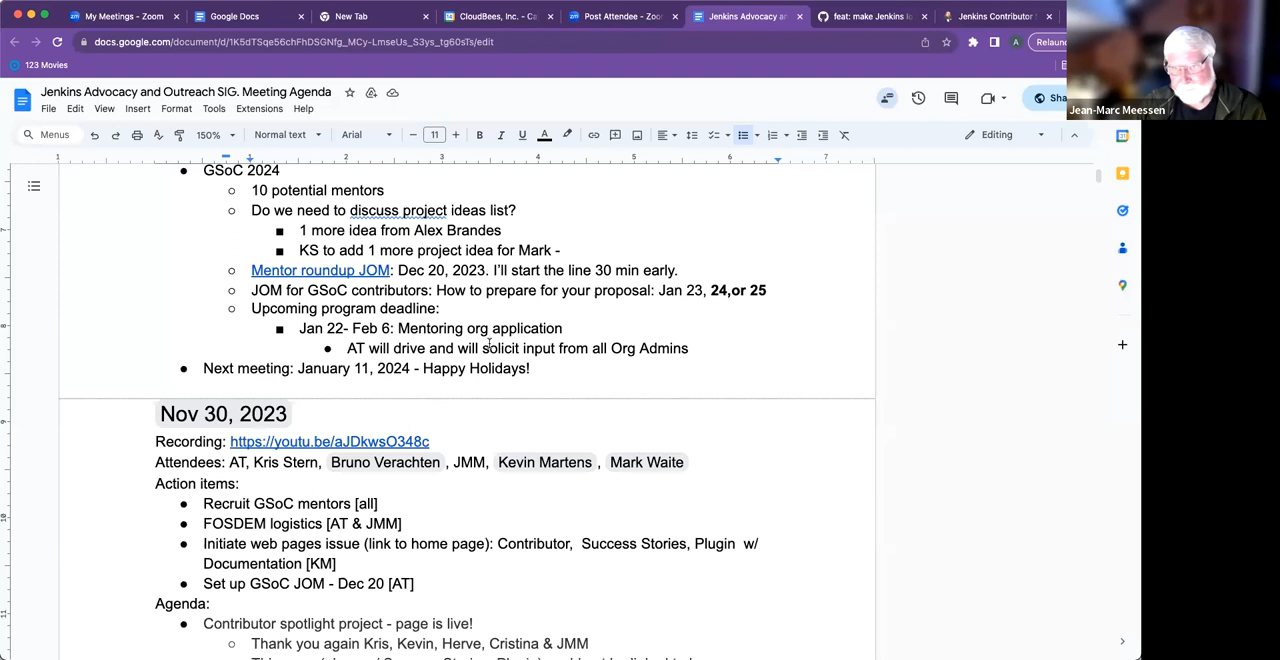 My Meetings - Zoom
Google Docs
New Tab
CloudBees, Inc. - Ca
Post Attendee - Zoo
Jenkins Advocacy a
feat: make Jenkins l
Jenkins Contributor
docs.google.com/document/d/1K5dTSqe56chFhDSGNfg_MCy-LmseUs_S3ys_tg60sTs/edit
A
Relaun
123 Movies
Jenkins Advocacy and Outreach SIG. Meeting Agenda
File Edit View Insert Format Tools Extensions Help
Sha
Jean-Marc Meessen
Menus
150%
Normal text
Arial
11
B I U A
Editing
1 1 2 3 4 5 6 7
GSoC 2024
10 potential mentors
Do we need to discuss project ideas list?
1 more idea from Alex Brandes
KS to add 1 more project idea for Mark -
Mentor roundup JOM: Dec 20, 2023. I'll start the line 30 min early.
JOM for GSoC contributors: How to prepare for your proposal: Jan 23, 24,or 25
Upcoming program deadline:
Jan 22- Feb 6: Mentoring org application
AT will drive and will solicit input from all Org Admins
Next meeting: January 11, 2024 - Happy Holidays!
Nov 30, 2023
Recording: https://youtu.be/aJDkwsO348c
Attendees: AT, Kris Stern, Bruno Verachten , JMM, Kevin Martens , Mark Waite
Action items:
Recruit GSoC mentors [all]
FOSDEM logistics [AT & JMM]
Initiate web pages issue (link to home page): Contributor, Success Stories, Plugin w/
Documentation [KM]
Set up GSoC JOM - Dec 20 [AT]
Agenda:
Contributor spotlight project - page is live!
Thank you again Kris, Kevin, Herve, Cristina & JMM